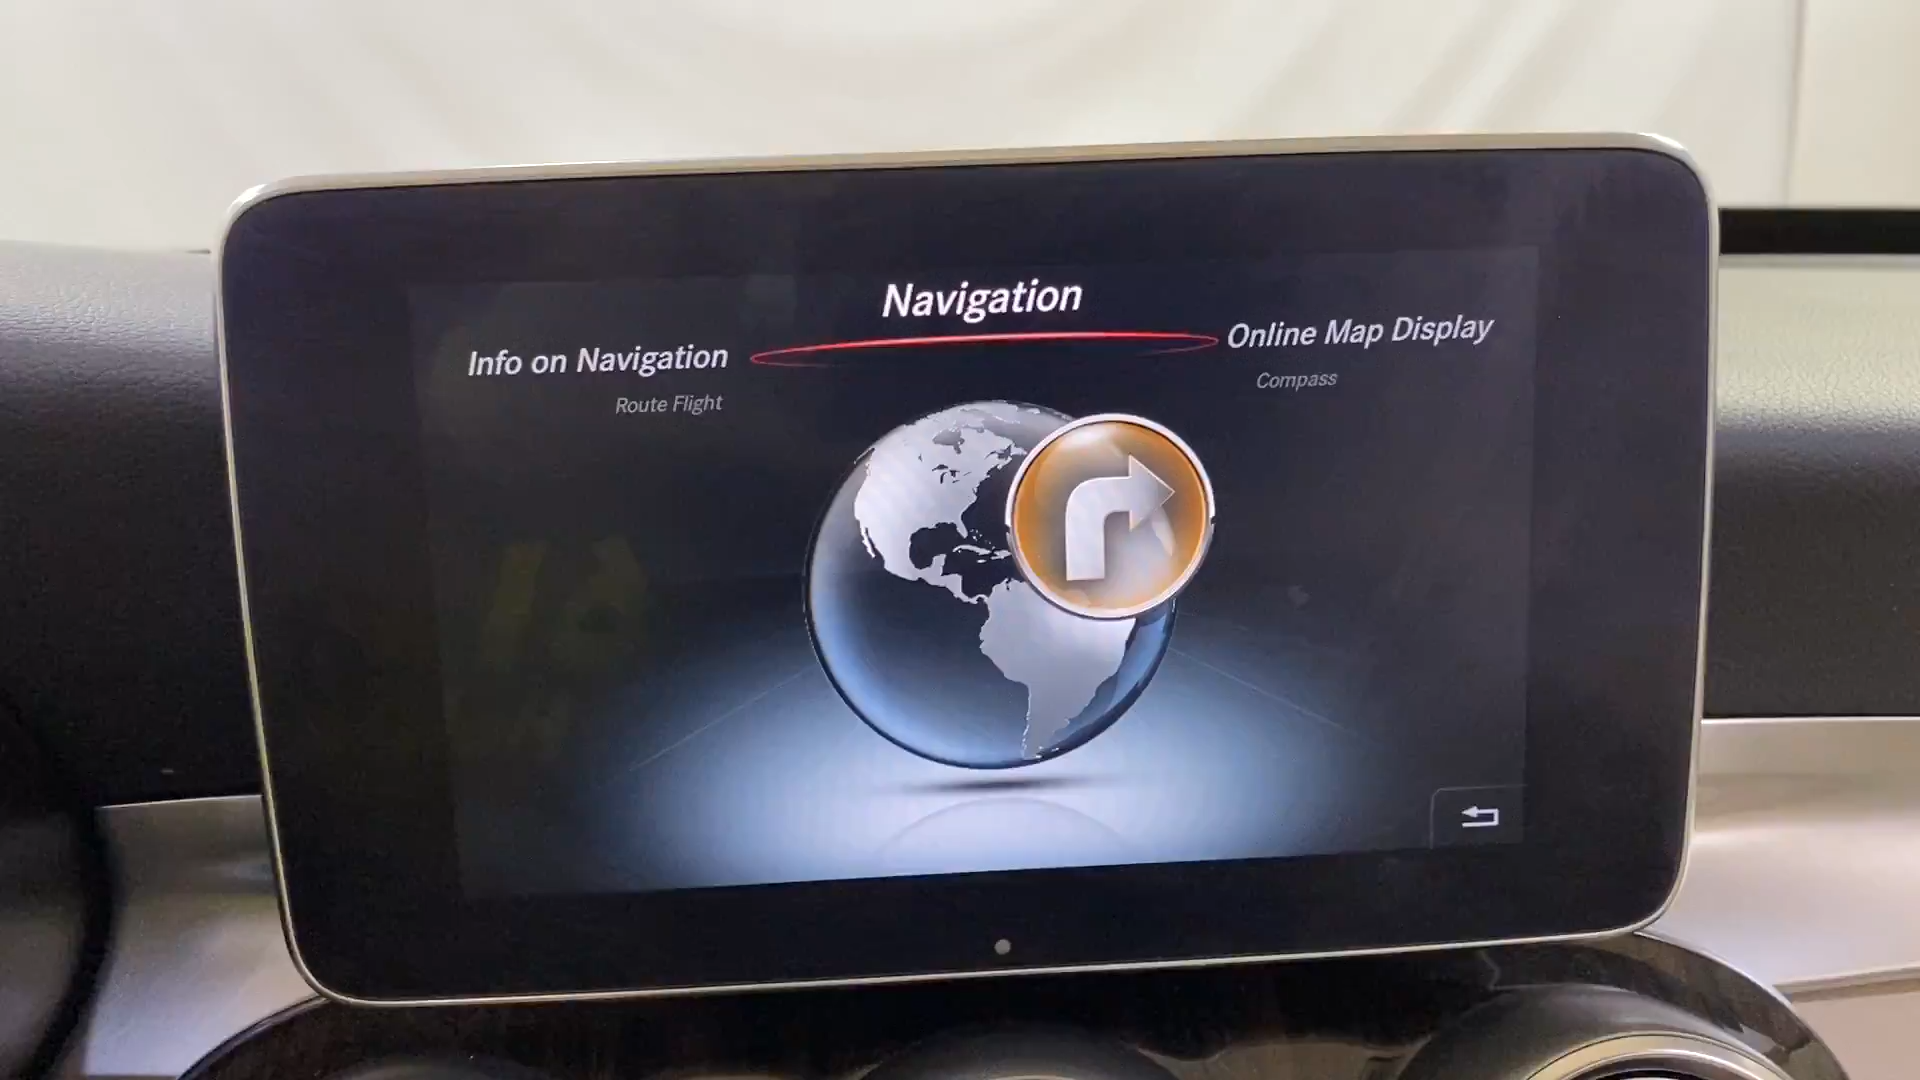 Navigation
Info on Navigation
Online Map Display
Route Flight
Compass